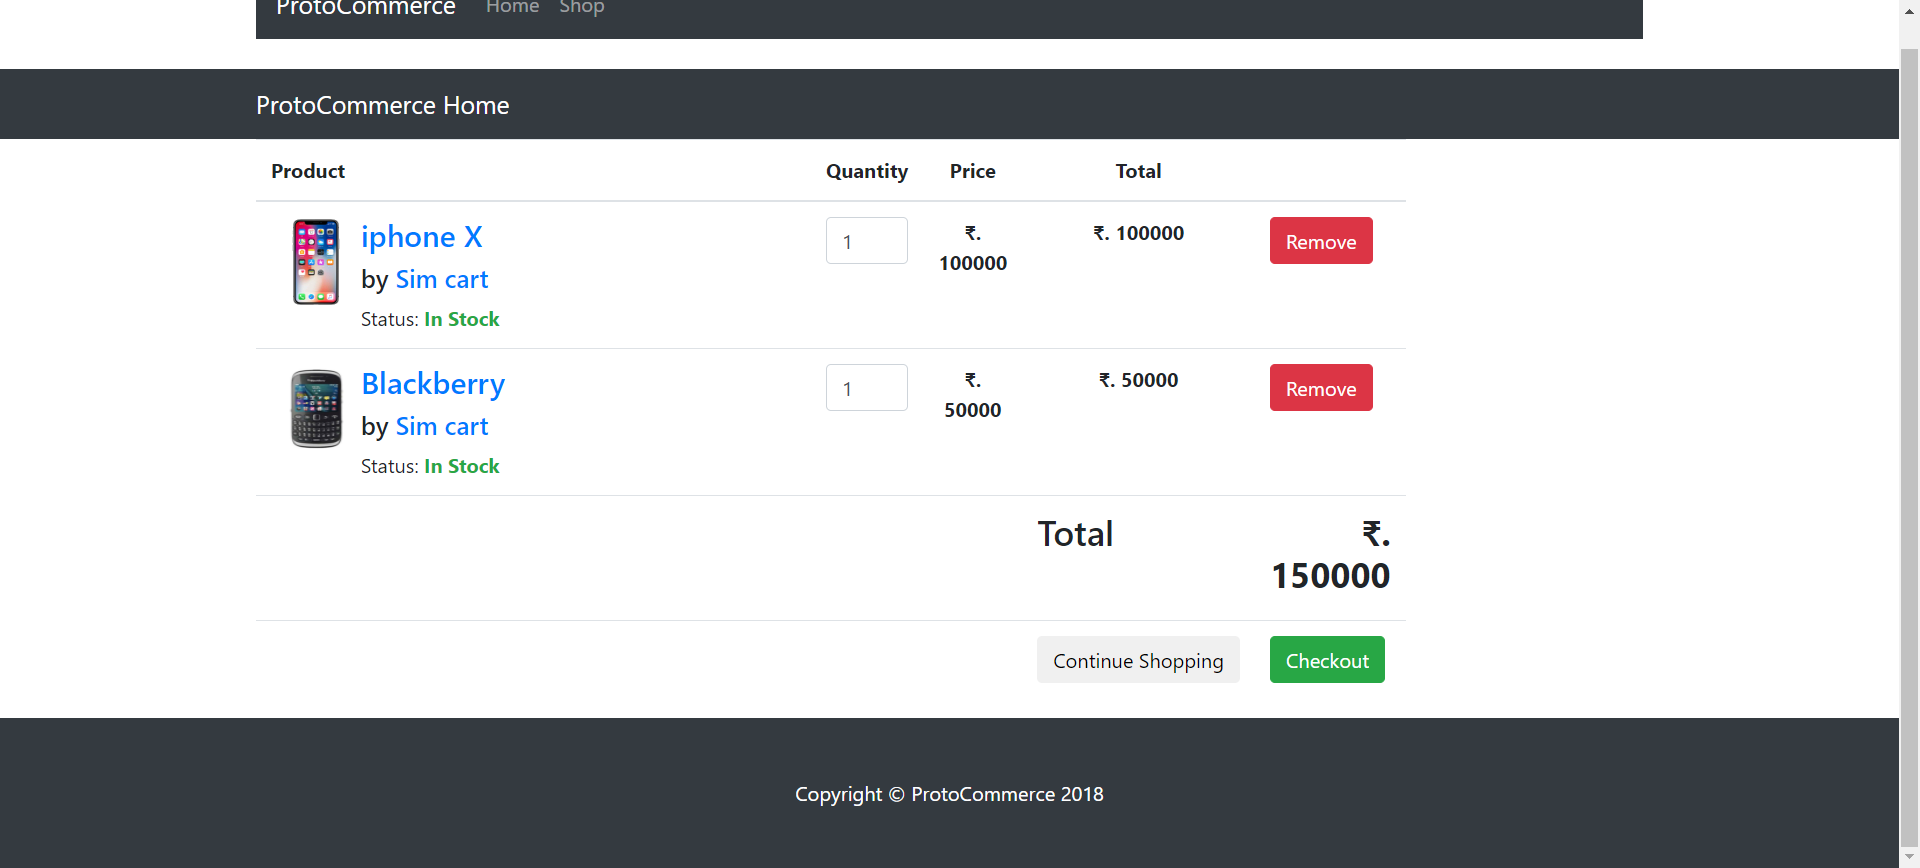 ProtoCommerce Home Shop
ProtoCommerce Home
Product Quantity Price Total
iphone X
by Sim cart
Status: In Stock
1
₹.
100000
₹. 100000
Remove
Blackberry
by Sim cart
Status: In Stock
1
₹.
50000
₹. 50000
Remove
Total
₹.
150000
Continue Shopping Checkout
Copyright © ProtoCommerce 2018